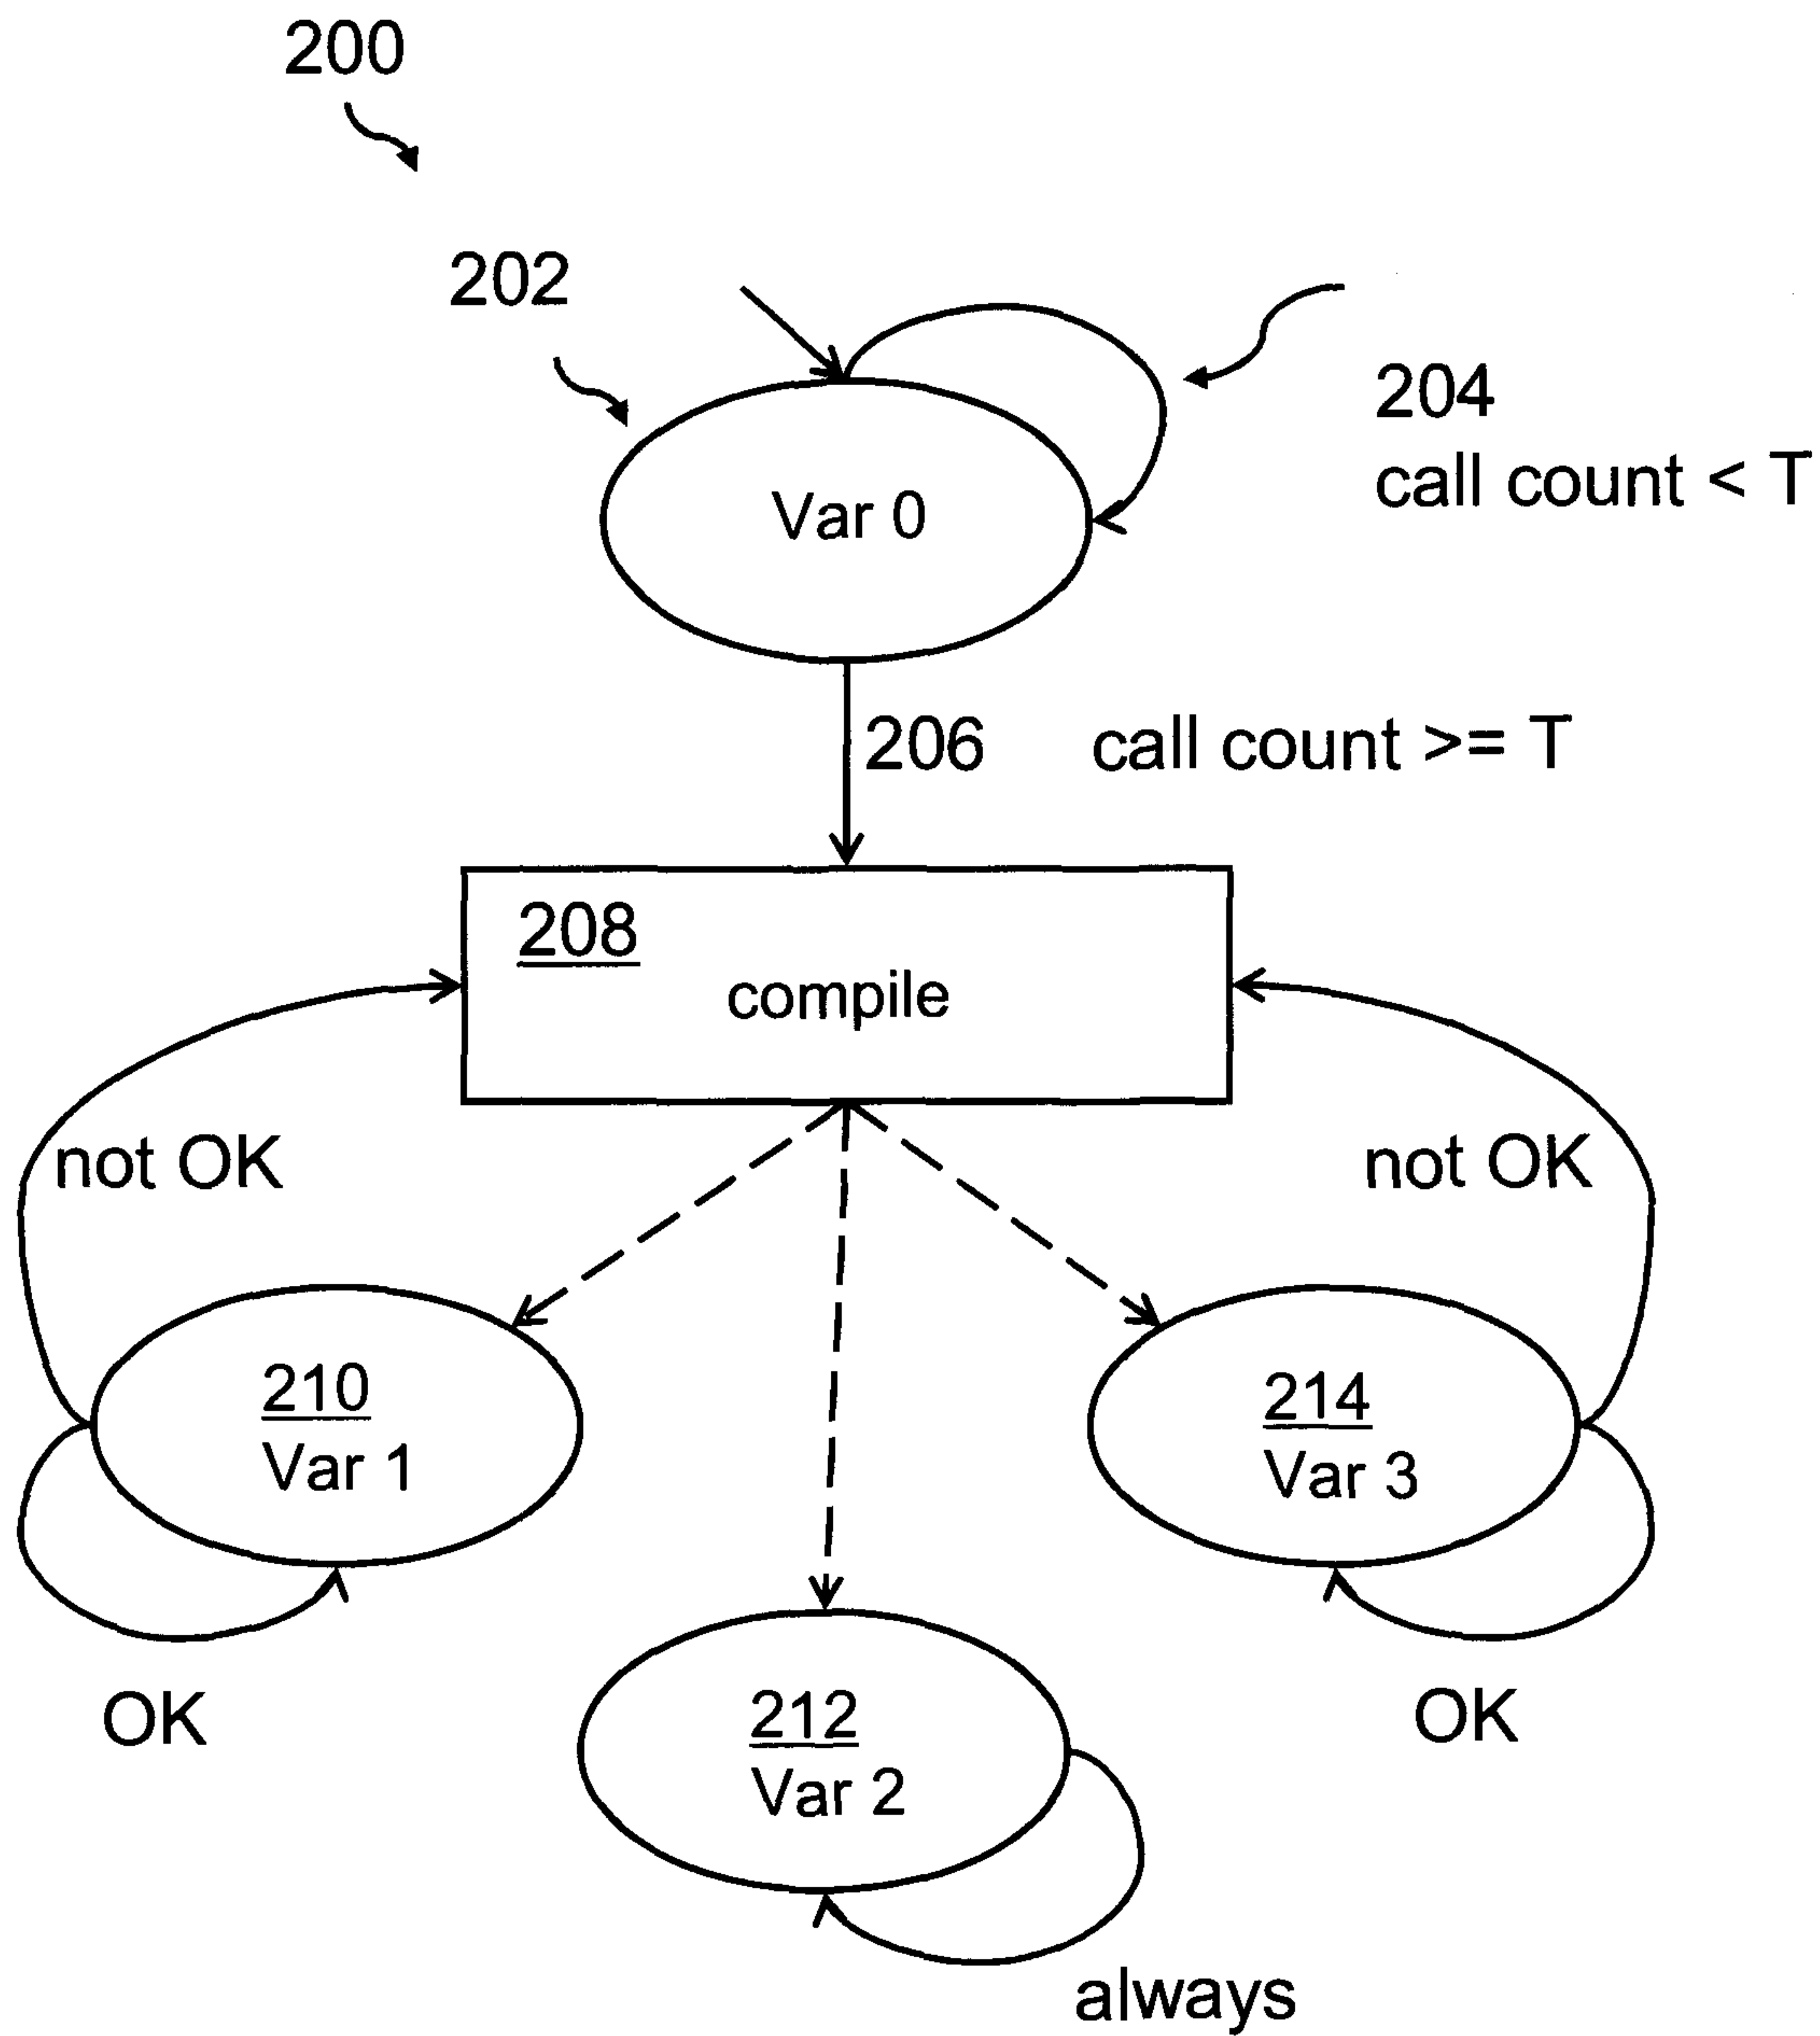 200
202
204
call count < T
Var 0
206
call count >= T
208
compile
not OK
not OK
210
Var 1
214
Var 3
OK
212
Var 2
OK
always